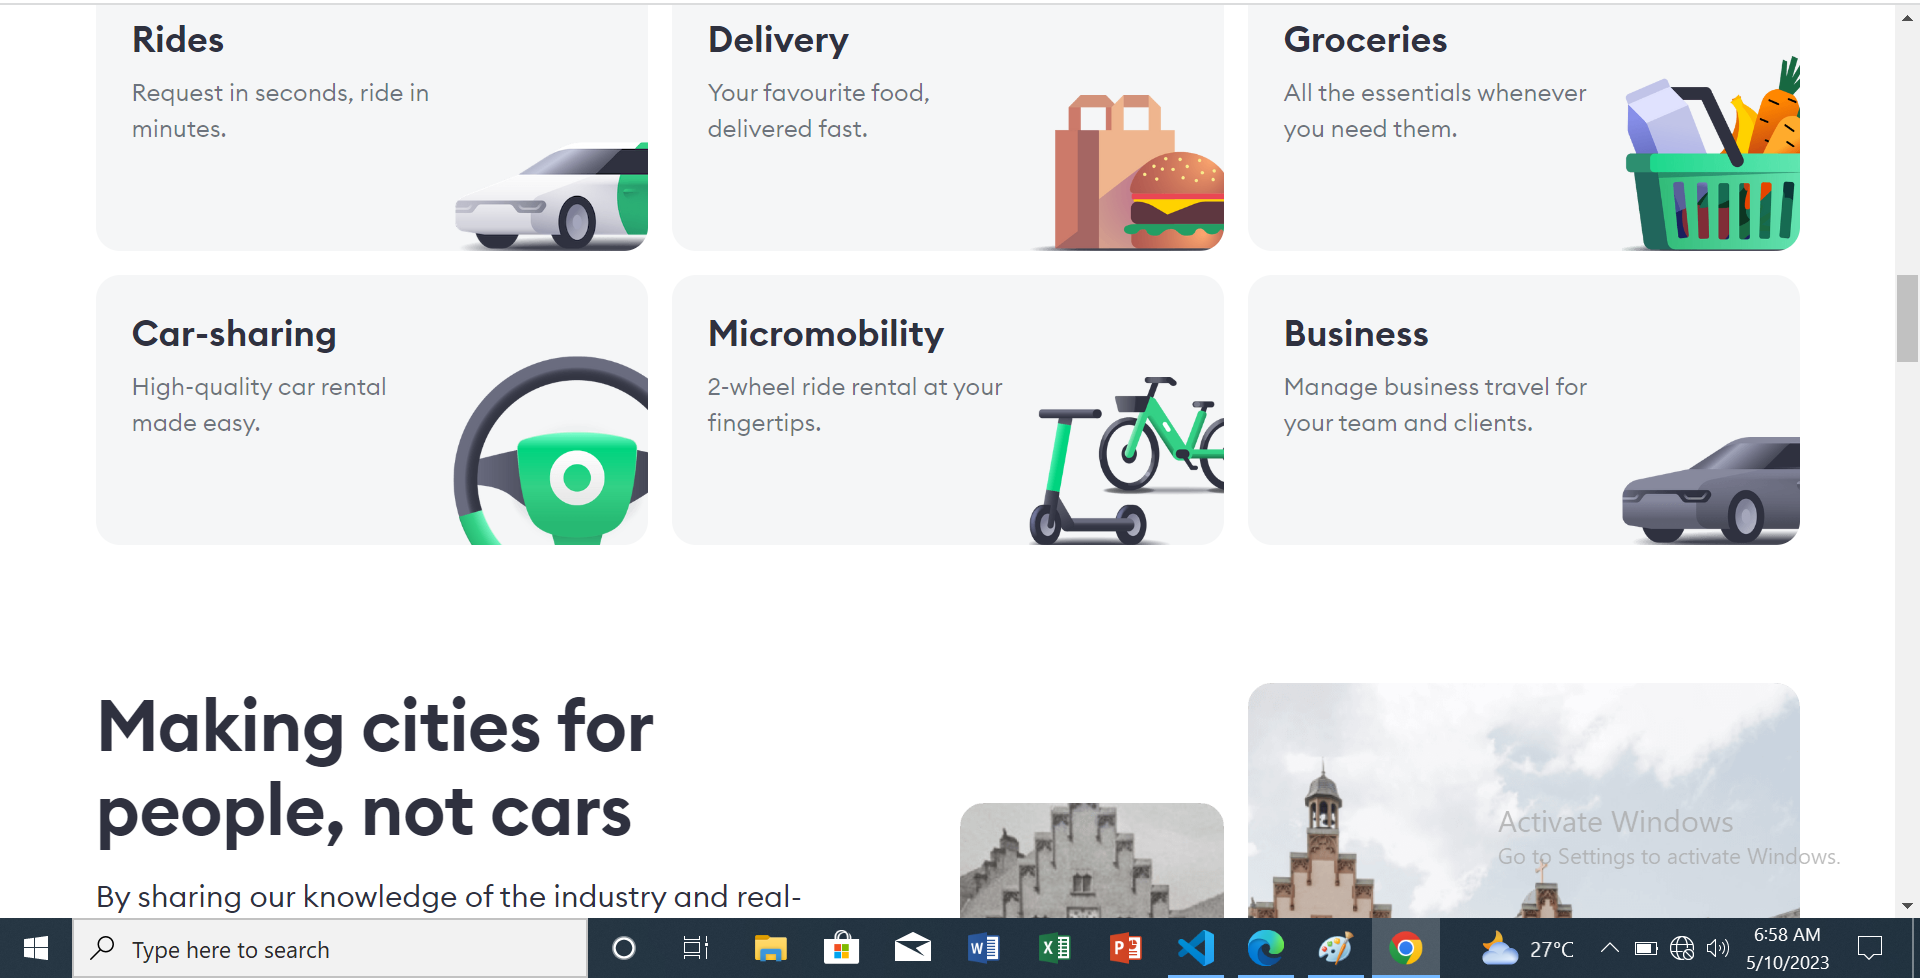 Rides
Request in seconds, ride in
minutes.
Delivery
Your favourite food,
delivered fast.
Groceries
All the essentials whenever
you need them.
Car-sharing
High-quality car rental
made easy.
Micromobility
2-wheel ride rental at your
fingertips.
Business
Manage business travel for
your team and clients.
Making cities for
people, not cars
By sharing our knowledge of the industry and real-
Activate Windows
Go to Settings to activate Windows.
Type here to search
27°C
6:58 AM
5/10/2023